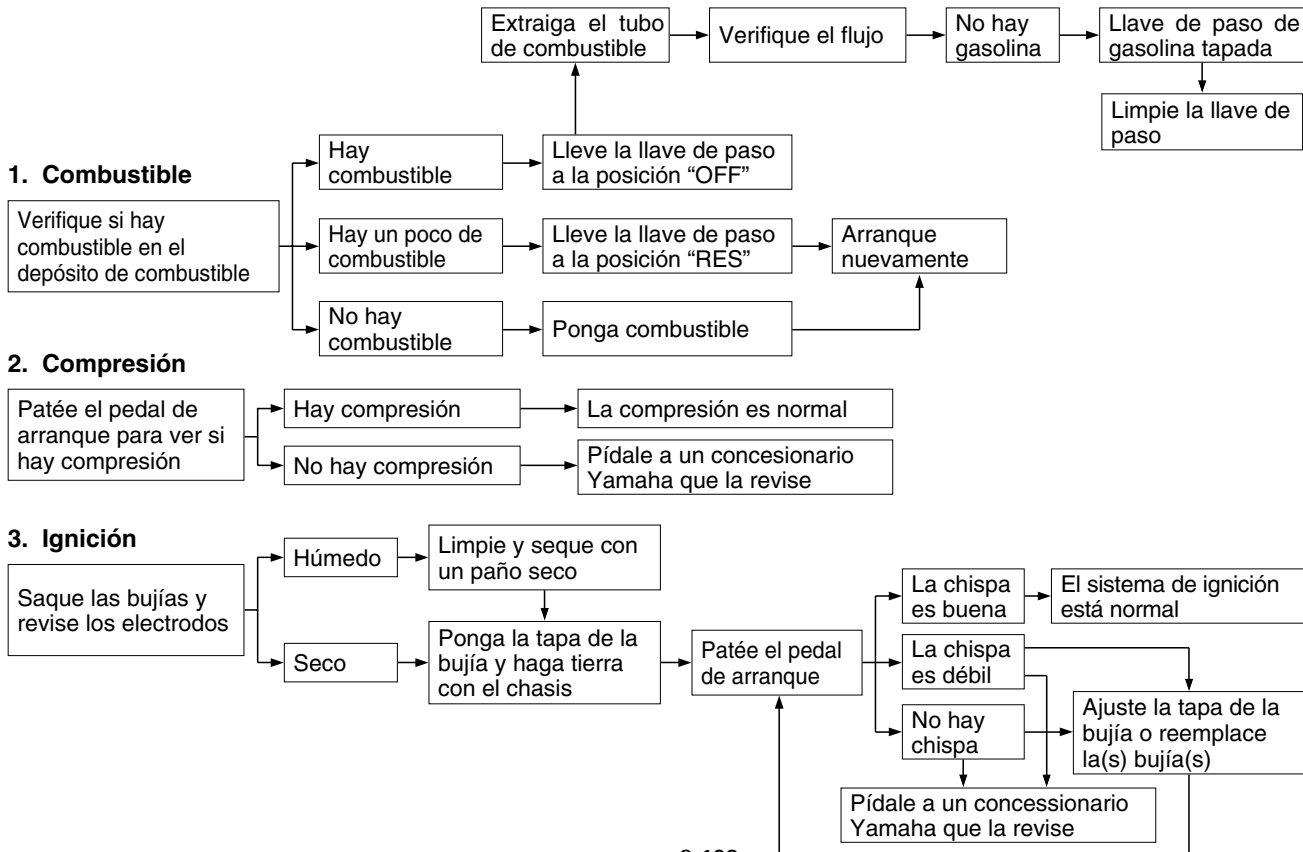 Extraiga el tubo
de combustible
Verifique el flujo
No hay
gasolina
Llave de paso de
gasolina tapada
Limpie la llave de
paso
1. Combustible
Verifique si hay
combustible en el
depósito de combustible
Hay
combustible
Lleve la llave de paso
a la posición “OFF”
Hay un poco de
combustible
Lleve la llave de paso
a la posición “RES”
Arranque
nuevamente
No hay
combustible
Ponga combustible
2. Compresión
Patée el pedal de
arranque para ver si
hay compresión
Hay compresión
La compresión es normal
No hay compresión
Pídale a un concesionario
Yamaha que la revise
3. Ignición
Saque las bujías y
revise los electrodos
Húmedo
Limpie y seque con
un paño seco
Seco
Ponga la tapa de la
bujía y haga tierra
con el chasis
Patée el pedal
de arranque
La chispa
es buena
El sistema de ignición
está normal
La chispa
es débil
No hay
chispa
Ajuste la tapa de la
bujía o reemplace
la(s) bujía(s)
Pídale a un concessionario
Yamaha que la revise